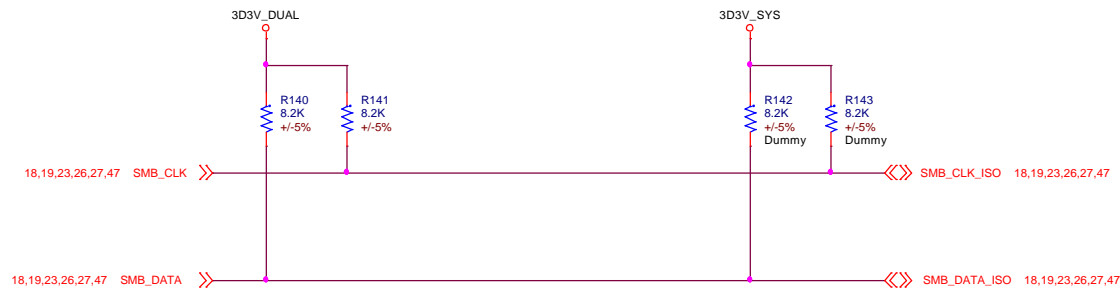 3D3V_DUAL
3D3V_SYS
R140
8.2K
+/-5%
R141
8.2K
+/-5%
R142
8.2K
+/-5%
Dummy
R143
8.2K
+/-5%
Dummy
18,19,23,26,27,47 SMB_CLK
SMB_CLK_ISO 18,19,23,26,27,47
18,19,23,26,27,47 SMB_DATA
SMB_DATA_ISO 18,19,23,26,27,47